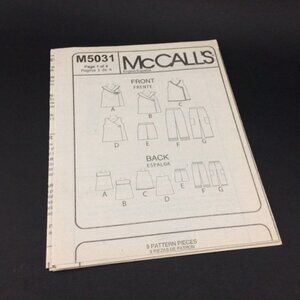 M5031
Page 1 of 4
Página 1 de 4
McCALL'S
FRONT
FRENTE
A
B
C
D
E
F
G
BACK
ESPALDA
A
B
C
D
E
F
G
9 PATTERN PIECES
9 PIEZAS DE PATRON